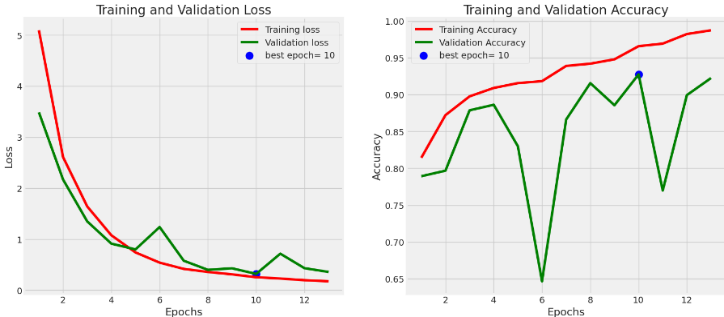 Training and Validation Loss
Training loss
Validation loss
best epoch= 10
5
4
3
2
1
0
Loss
2
4
6
8
10
12
Epochs
Training and Validation Accuracy
Training Accuracy
Validation Accuracy
best epoch= 10
1.00
0.95
0.90
0.85
0.80
0.75
0.70
0.65
Accuracy
2
4
6
8
10
12
Epochs